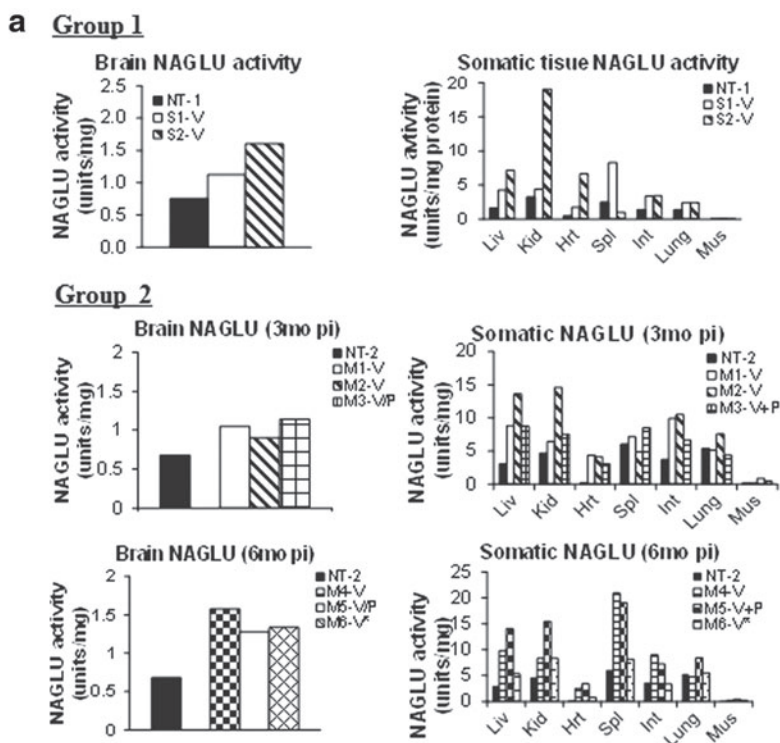 a Group 1
Brain NAGLU activity
NAGLU activity
(units/mg)
2.5
2.0
1.5
1.0
0.5
0.0
NT-1
S1-V
S2-V
Somatic tissue NAGLU activity
NAGLU avtivity
(units/mg protein)
20
15
10
5
0
NT-1
S1-V
S2-V
Liv Kid Hrt Spl Int Lung Mus
Group 2
Brain NAGLU (3mo pi)
NAGLU activity
(units/mg)
2
1.5
1
0.5
0
NT-2
M1-V
M2-V
M3-V/P
Somatic NAGLU (3mo pi)
NAGLU activity
(units/mg)
20
15
10
5
0
NT-2
M1-V
M2-V
M3-V+P
Liv Kid Hrt Spl Int Lung Mus
Brain NAGLU (6mo pi)
NAGLU activity
(units/mg)
2
1.5
1
0.5
0
NT-2
M4-V
M5-V/P
M6-V*
Somatic NAGLU (6mo pi)
NAGLU activity
(units/mg)
25
20
15
10
5
0
NT-2
M4-V
M5-V+P
M6-V*
Liv Kid Hrt Spl Int Lung Mus